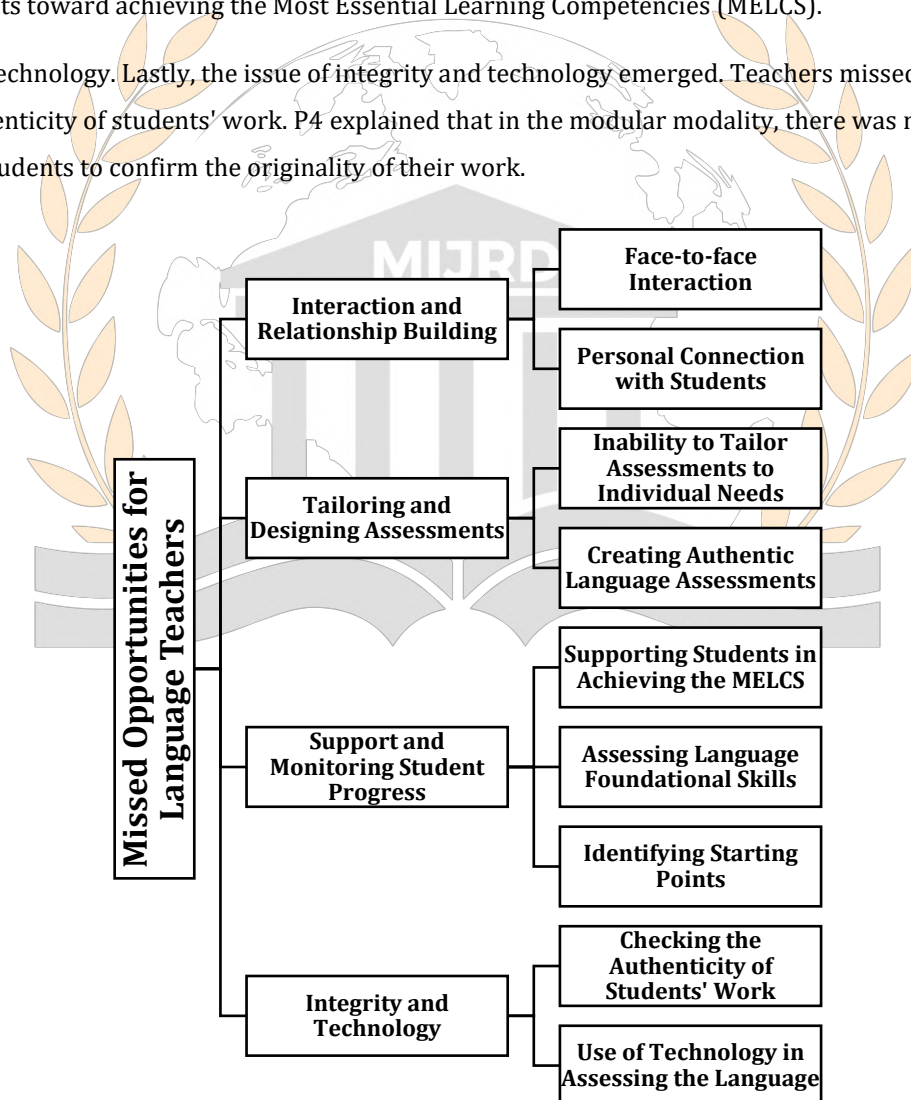 ts toward achieving the Most Essential Learning Competencies (MELCS).
echnology. Lastly, the issue of integrity and technology emerged. Teachers missed
enticity of students' work. P4 explained that in the modular modality, there was
udents to confirm the originality of their work.
MIJRD
Missed Opportunities for
Language Teachers
Interaction and
Relationship Building
Face-to-face
Interaction
Personal Connection
with Students
Tailoring and
Designing Assessments
Inability to Tailor
Assessments to
Individual Needs
Creating Authentic
Language Assessments
Support and
Monitoring Student
Progress
Supporting Students in
Achieving the MELCS
Assessing Language
Foundational Skills
Identifying Starting
Points
Integrity and
Technology
Checking the
Authenticity of
Students' Work
Use of Technology in
Assessing the Language